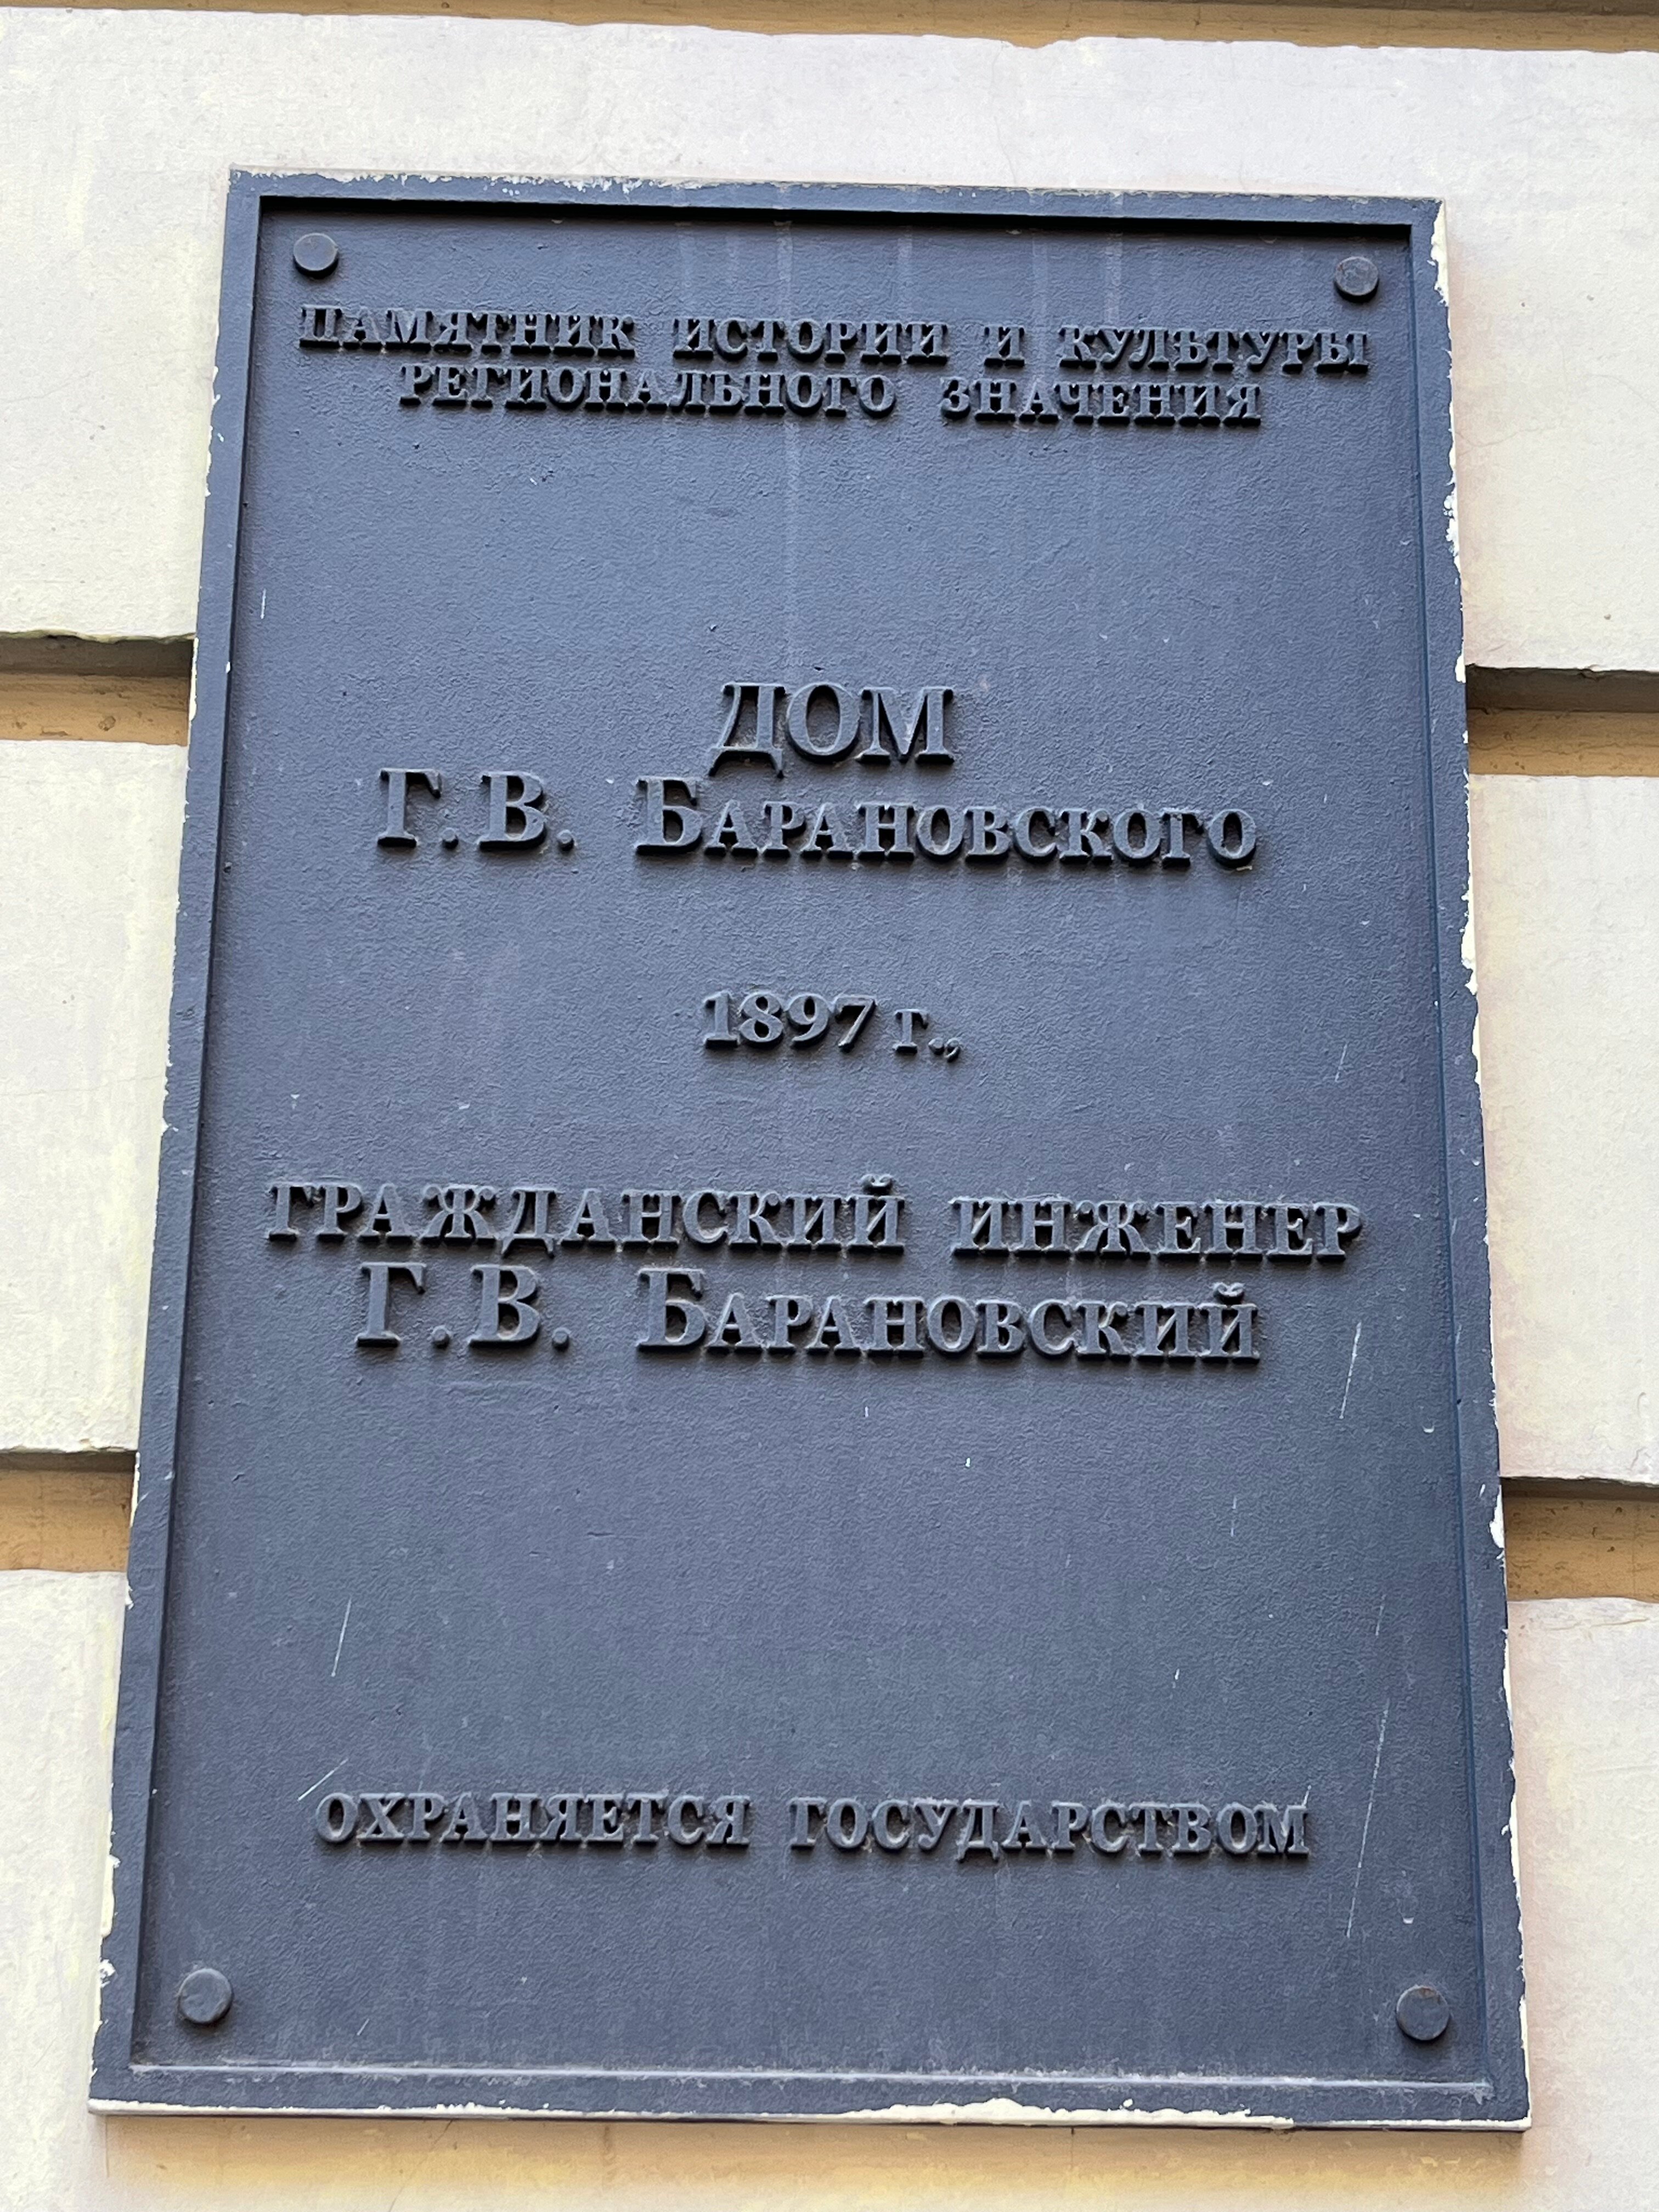 ПАМЯТНИК ИСТОРИИ И КУЛЬТУРЫ
РЕГИОНАЛЬНОГО ЗНАЧЕНИЯ
ДОМ
Г.В. БАРАНОВСКОГО
1897 г.,
ГРАЖДАНСКИЙ ИНЖЕНЕР
Г.В. БАРАНОВСКИЙ
ОХРАНЯЕТСЯ ГОСУДАРСТВОМ